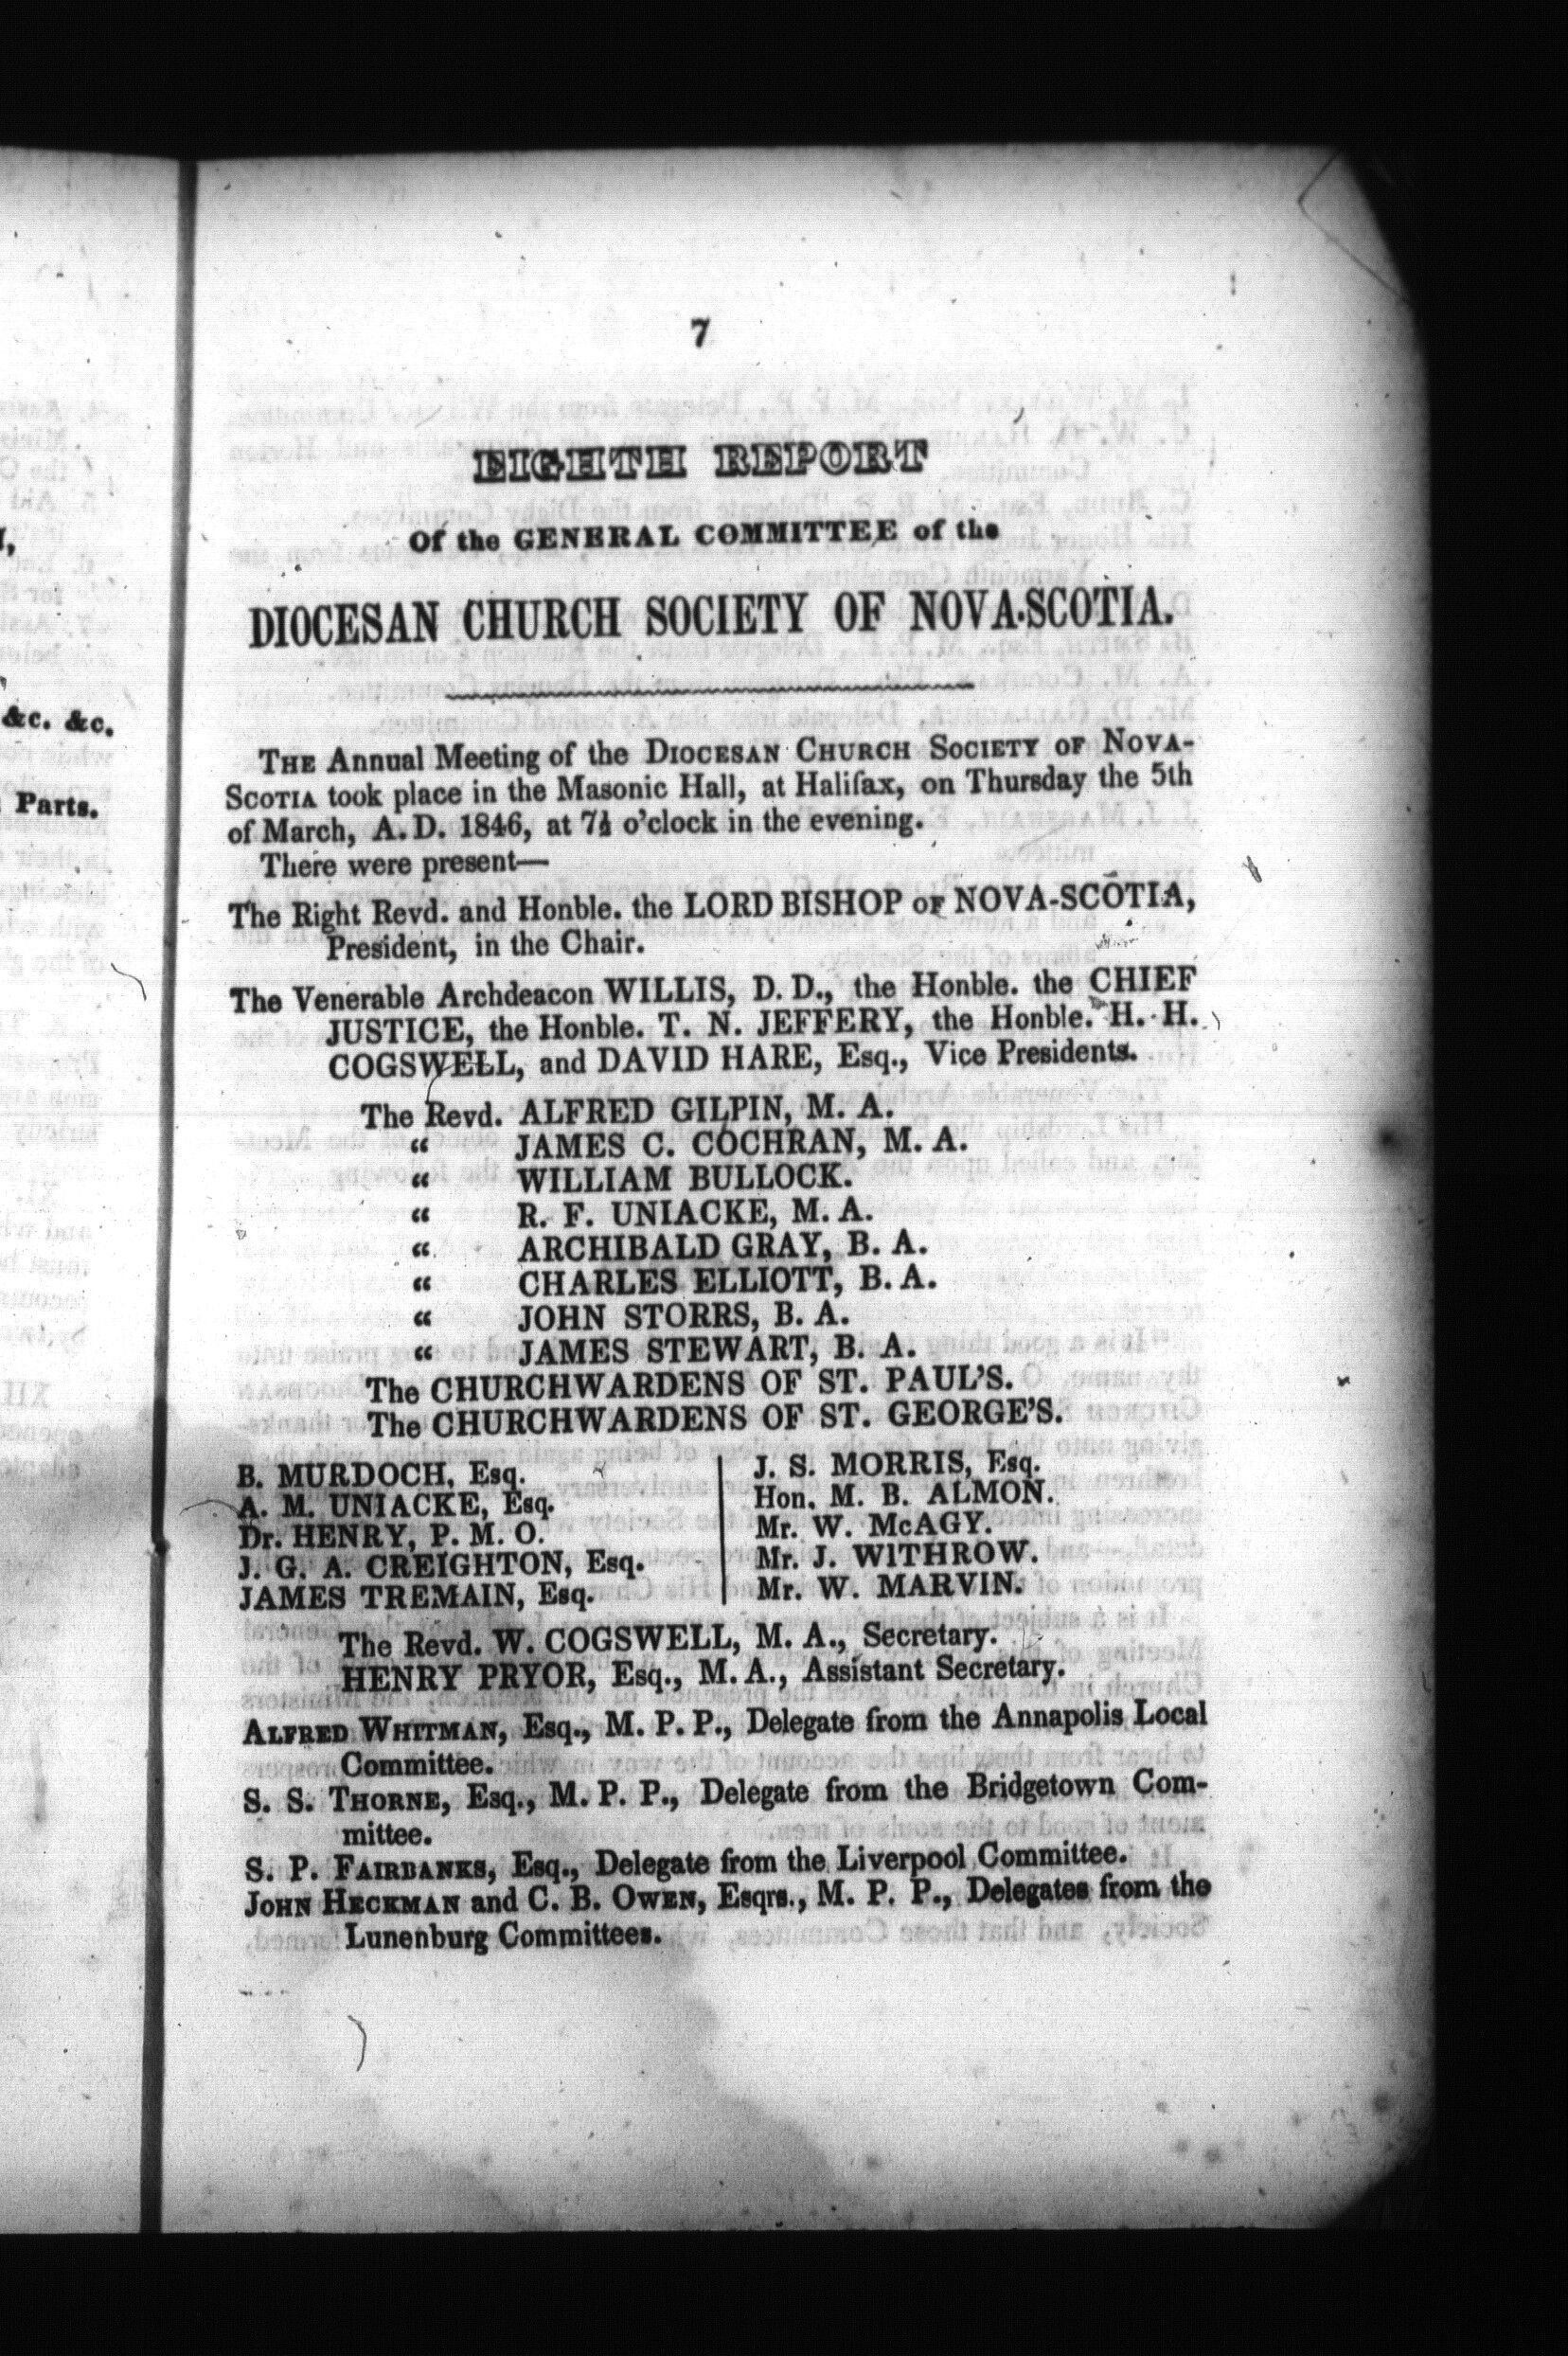 7
EIGHTH REPORT
Of the GENERAL COMMITTEE of the
DIOCESAN CHURCH SOCIETY OF NOVA-SCOTIA.
THE Annual Meeting of the DIOCESAN CHURCH SOCIETY OF NOVA-
SCOTIA took place in the Masonic Hall, at Halifax, on Thursday the 5th
of March, A. D. 1846, at 7½ o'clock in the evening.
There were present—
The Right Revd. and Honble. the LORD BISHOP OF NOVA-SCOTIA,
President, in the Chair.
The Venerable Archdeacon WILLIS, D. D., the Honble. the CHIEF
JUSTICE, the Honble. T. N. JEFFERY, the Honble. H. H.
COGSWELL, and DAVID HARE, Esq., Vice Presidents.
The Revd. ALFRED GILPIN, M. A.
“ JAMES C. COCHRAN, M. A.
“ WILLIAM BULLOCK.
“ R. F. UNIACKE, M. A.
“ ARCHIBALD GRAY, B. A.
“ CHARLES ELLIOTT, B. A.
“ JOHN STORRS, B. A.
“ JAMES STEWART, B. A.
The CHURCHWARDENS OF ST. PAUL'S.
The CHURCHWARDENS OF ST. GEORGE'S.
B. MURDOCH, Esq.
A. M. UNIACKE, Esq.
Dr. HENRY, P. M. O.
J. G. A. CREIGHTON, Esq.
JAMES TREMAIN, Esq.
J. S. MORRIS, Esq.
Hon. M. B. ALMON.
Mr. W. McAGY.
Mr. J. WITHROW.
Mr. W. MARVIN.
The Revd. W. COGSWELL, M. A., Secretary.
HENRY PRYOR, Esq., M. A., Assistant Secretary.
ALFRED WHITMAN, Esq., M. P. P., Delegate from the Annapolis Local
Committee.
S. S. THORNE, Esq., M. P. P., Delegate from the Bridgetown Com-
mittee.
S. P. FAIRBANKS, Esq., Delegate from the Liverpool Committee.
JOHN HECKMAN and C. B. OWEN, Esqrs., M. P. P., Delegates from the
Lunenburg Committees.
&c. &c.
Parts.